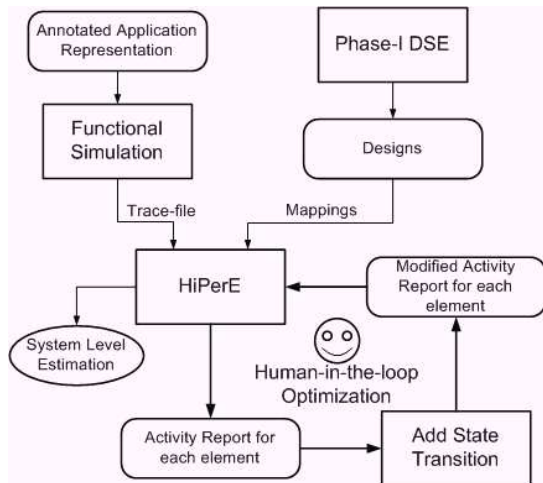 Annotated Application
Representation
Phase-I DSE
Functional
Simulation
Designs
Trace-file
Mappings
HiPerE
Modified Activity
Report for each
element
System Level
Estimation
Human-in-the-loop
Optimization
Activity Report for
each element
Add State
Transition